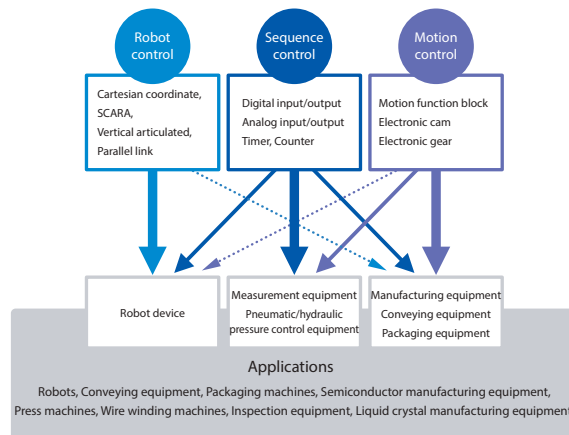 Robot
control
Sequence
control
Motion
control
Cartesian coordinate,
SCARA,
Vertical articulated,
Parallel link
Digital input/output
Analog input/output
Timer, Counter
Motion function block
Electronic cam
Electronic gear
Robot device
Measurement equipment
Pneumatic/hydraulic
pressure control equipment
Manufacturing equipment
Conveying equipment
Packaging equipment
Applications
Robots, Conveying equipment, Packaging machines, Semiconductor manufacturing equipment,
Press machines, Wire winding machines, Inspection equipment, Liquid crystal manufacturing equipment